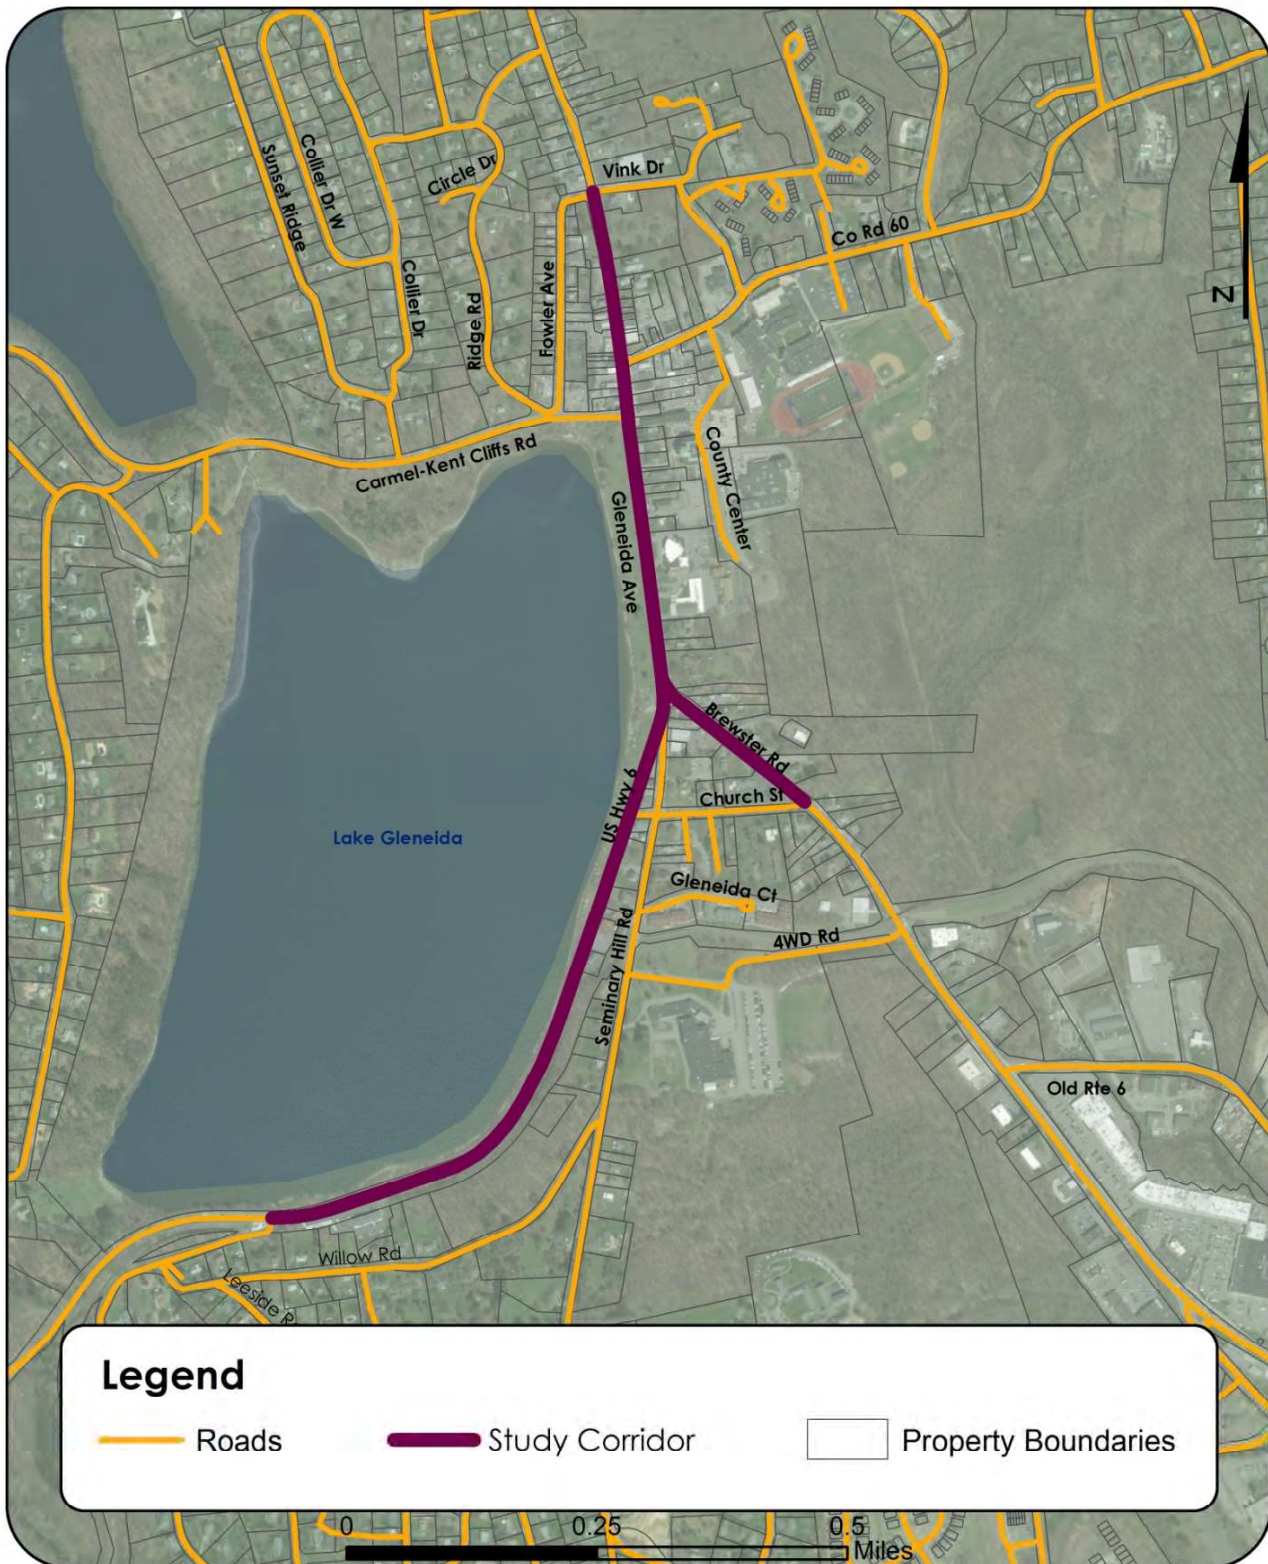 Vink Dr
Circle Dr
Collier Dr W
Sunset Ridge
Co Rd 60
Collier Dr
Fowler Ave
Ridge Rd
N
Carmel-Kent Cliffs Rd
County Center
Gleneida Ave
Brewster Rd
US Hwy 6
Church St
Lake Gleneida
Gleneida Ct
Seminary Hill Rd
4WD Rd
Old Rte 6
Willow Rd
Leeside R
Legend
Roads
Study Corridor
Property Boundaries
0 0.25 0.5
Miles